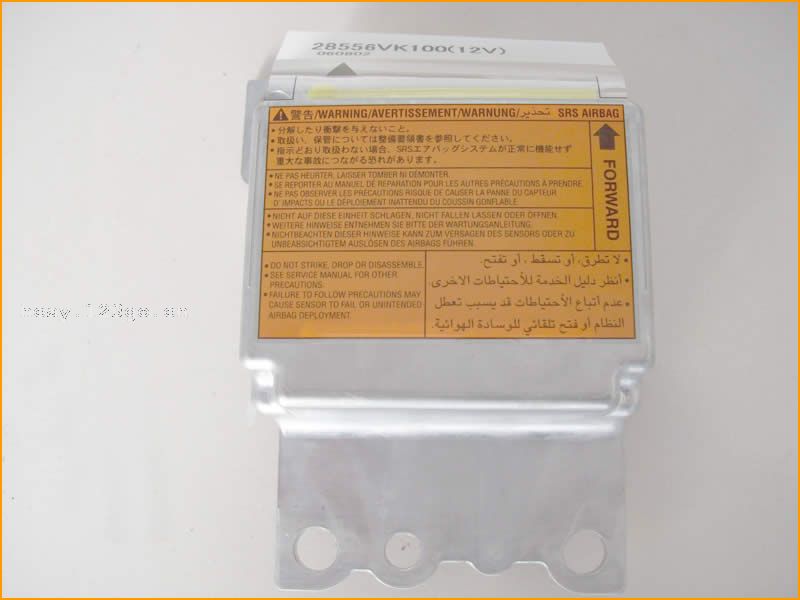 28556VK100(12V)
060802
警告/WARNING/AVERTISSEMENT/WARNUNG/تحذير/ SRS AIRBAG
• 分解したり衝撃を与えないこと。
• 取扱い、保管については整備要領書を参照してください。
• 指示どおり取扱わない場合、SRSエアバッグシステムが正常に機能せず
重大な事故につながる恐れがあります。
FORWARD
• NE PAS HEURTER, LAISSER TOMBER NI DÉMONTER.
• SE REPORTER AU MANUEL DE RÉPARATION POUR LES AUTRES PRÉCAUTIONS À PRENDRE.
• NE PAS OBSERVER LES PRÉCAUTIONS RISQUE DE CAUSER LA PANNE DU CAPTEUR
D'IMPACTS OU LE DÉPLOIEMENT INATTENDU DU COUSSIN GONFLABLE.
• NICHT AUF DIESE EINHEIT SCHLAGEN, NICHT FALLEN LASSEN ODER ÖFFNEN.
• WEITERE HINWEISE ENTNEHMEN SIE BITTE DER WARTUNGSANLEITUNG.
• NICHTBEACHTEN DIESER HINWEISE KANN ZUM VERSAGEN DES SENSORS ODER ZU
UNBEABSICHTIGTEM AUSLÖSEN DES AIRBAGS FÜHREN.
• DO NOT STRIKE, DROP OR DISASSEMBLE.
• SEE SERVICE MANUAL FOR OTHER
PRECAUTIONS.
• FAILURE TO FOLLOW PRECAUTIONS MAY
CAUSE SENSOR TO FAIL OR UNINTENDED
AIRBAG DEPLOYMENT.
• لا تطرق، أو تسقط، أو تفتح.
• أنظر دليل الخدمة للأحتياطات الاخرى.
• عدم أتباع الأحتياطات قد يسبب تعطل
النظام أو فتح تلقائي للوسادة الهوائية.